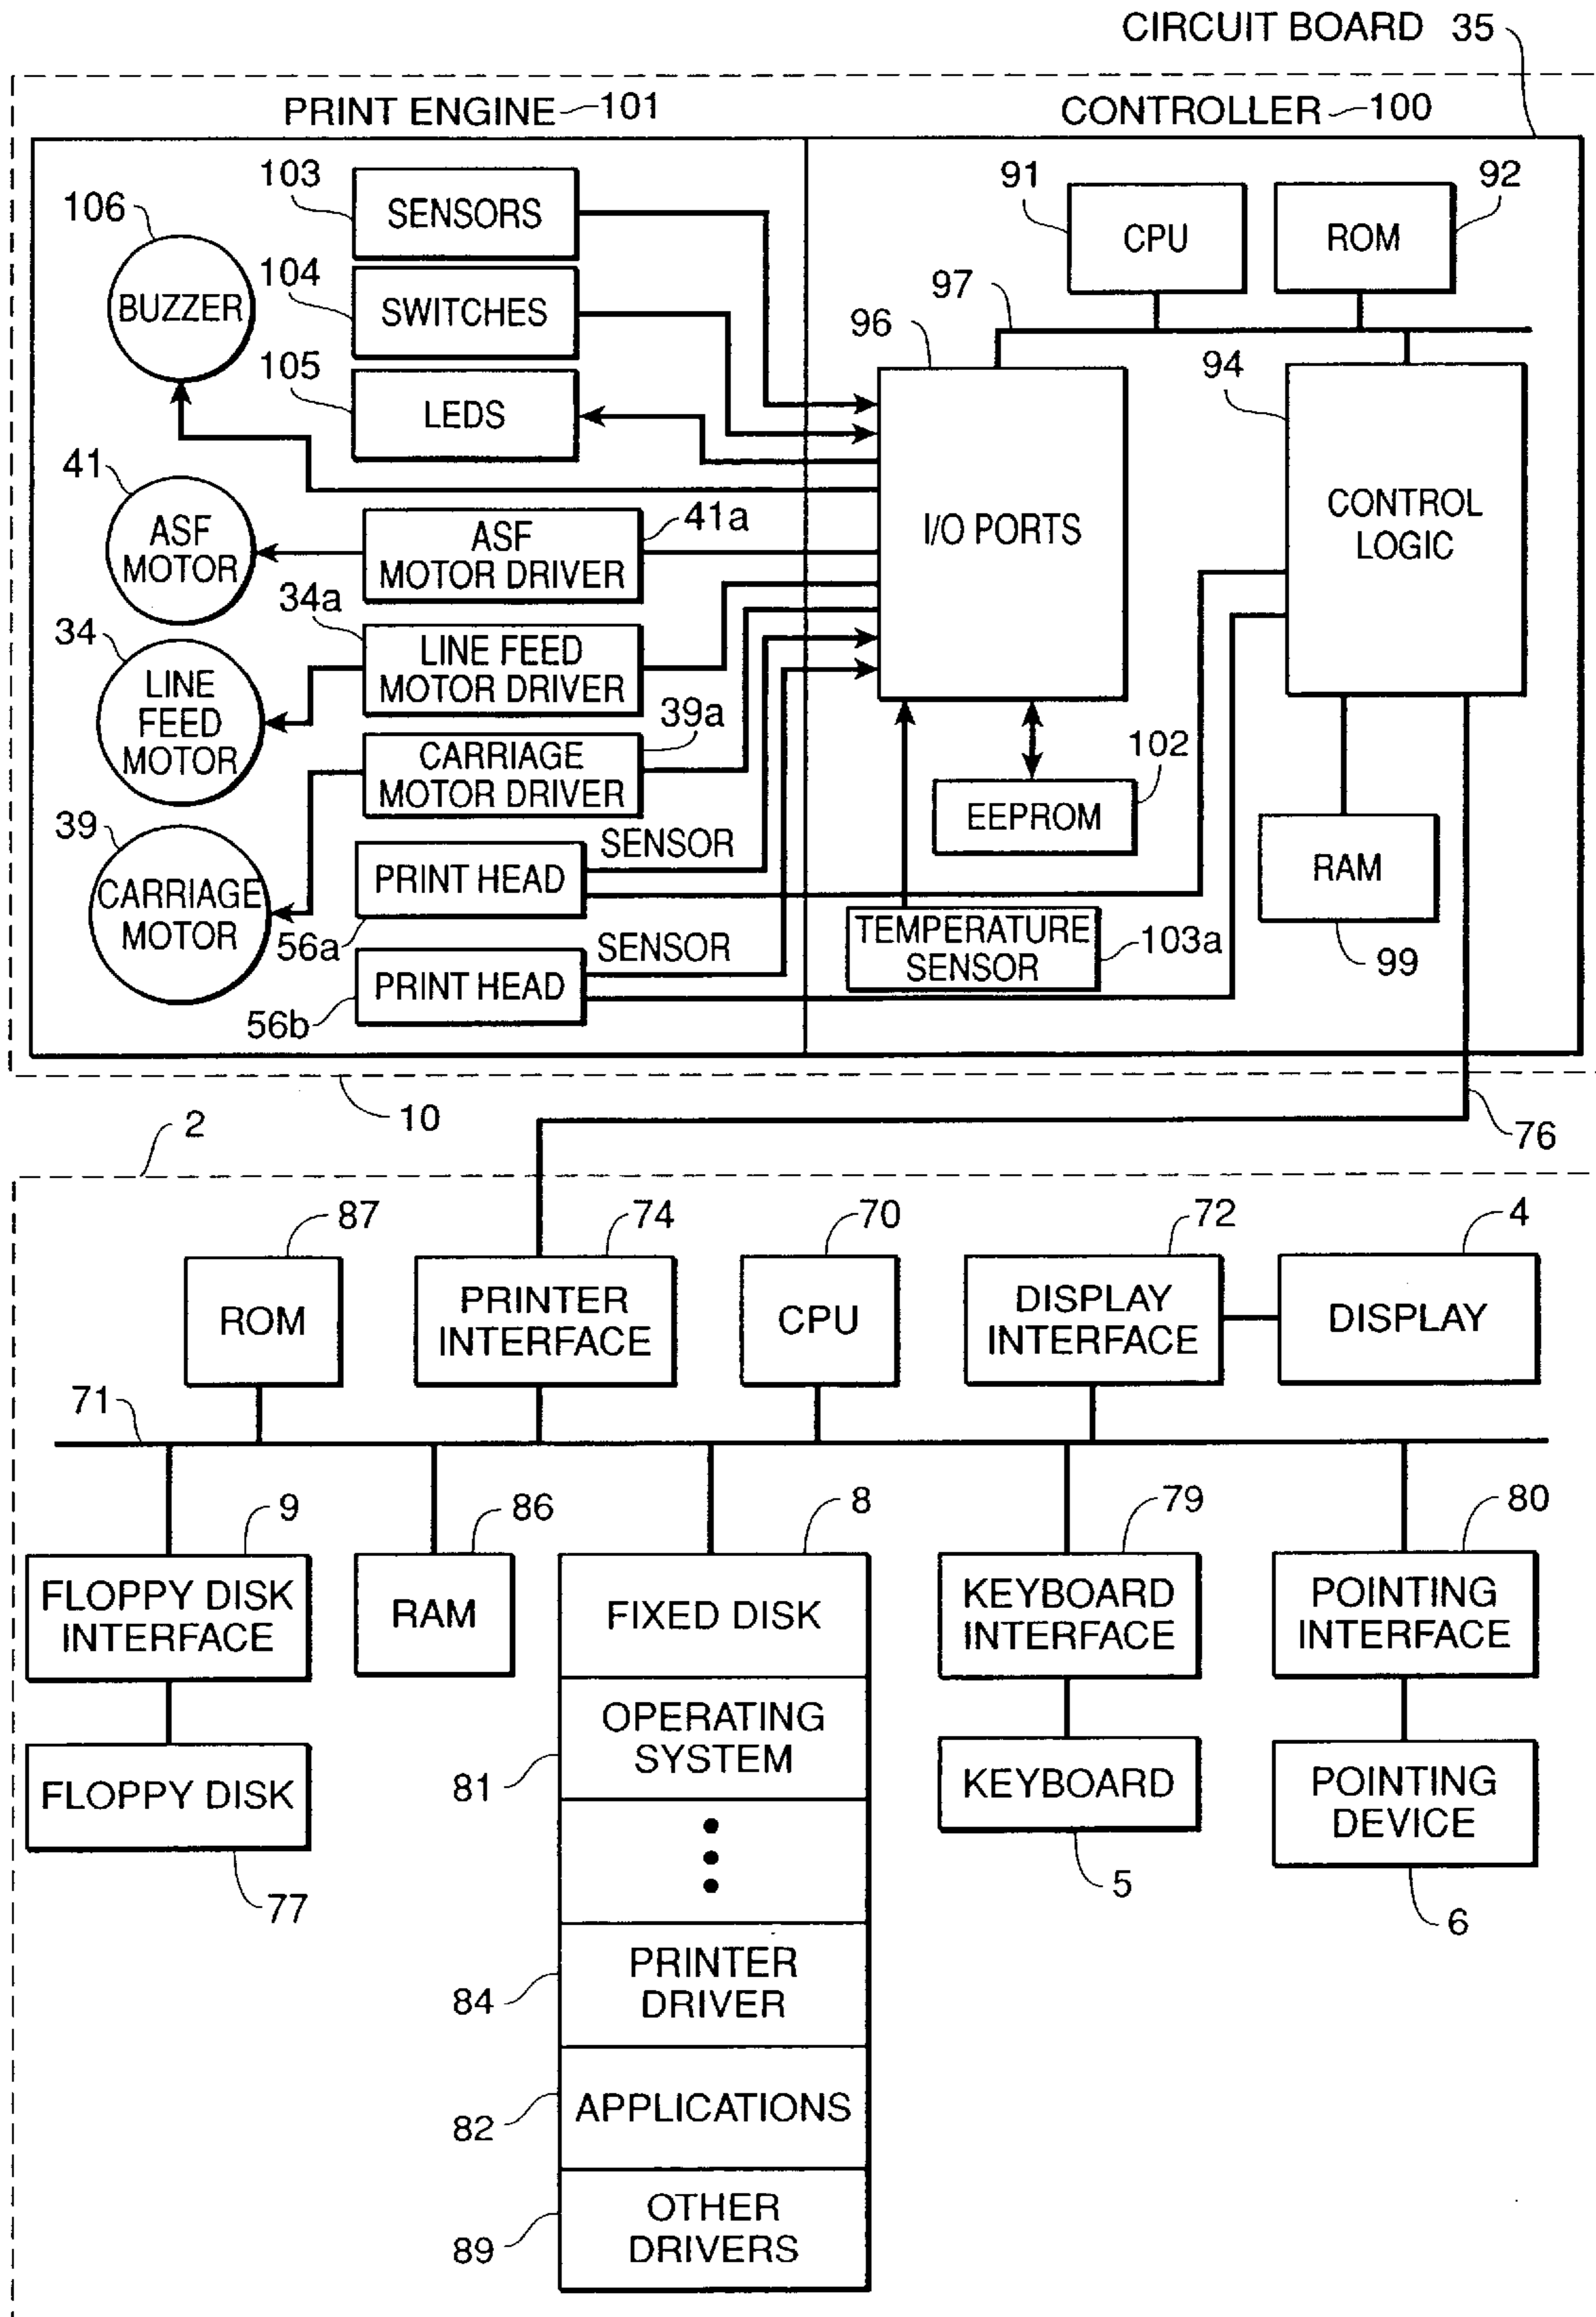 CIRCUIT BOARD 35
PRINT ENGINE 101
CONTROLLER 100
103
SENSORS
106
BUZZER
104
SWITCHES
105
LEDS
91
CPU
92
ROM
97
96
I/O PORTS
94
CONTROL
LOGIC
41
ASF
MOTOR
ASF
MOTOR DRIVER
41a
34a
34
LINE
FEED
MOTOR
LINE FEED
MOTOR DRIVER
39a
CARRIAGE
MOTOR DRIVER
39
CARRIAGE
MOTOR
SENSOR
PRINT HEAD
56a
SENSOR
PRINT HEAD
56b
102
EEPROM
TEMPERATURE
SENSOR
103a
RAM
99
10
76
2
87
ROM
74
PRINTER
INTERFACE
70
CPU
72
DISPLAY
INTERFACE
4
DISPLAY
71
9
FLOPPY DISK
INTERFACE
86
RAM
8
FIXED DISK
79
KEYBOARD
INTERFACE
80
POINTING
INTERFACE
OPERATING
SYSTEM
81
FLOPPY DISK
77
KEYBOARD
5
POINTING
DEVICE
6
PRINTER
DRIVER
84
APPLICATIONS
82
OTHER
DRIVERS
89